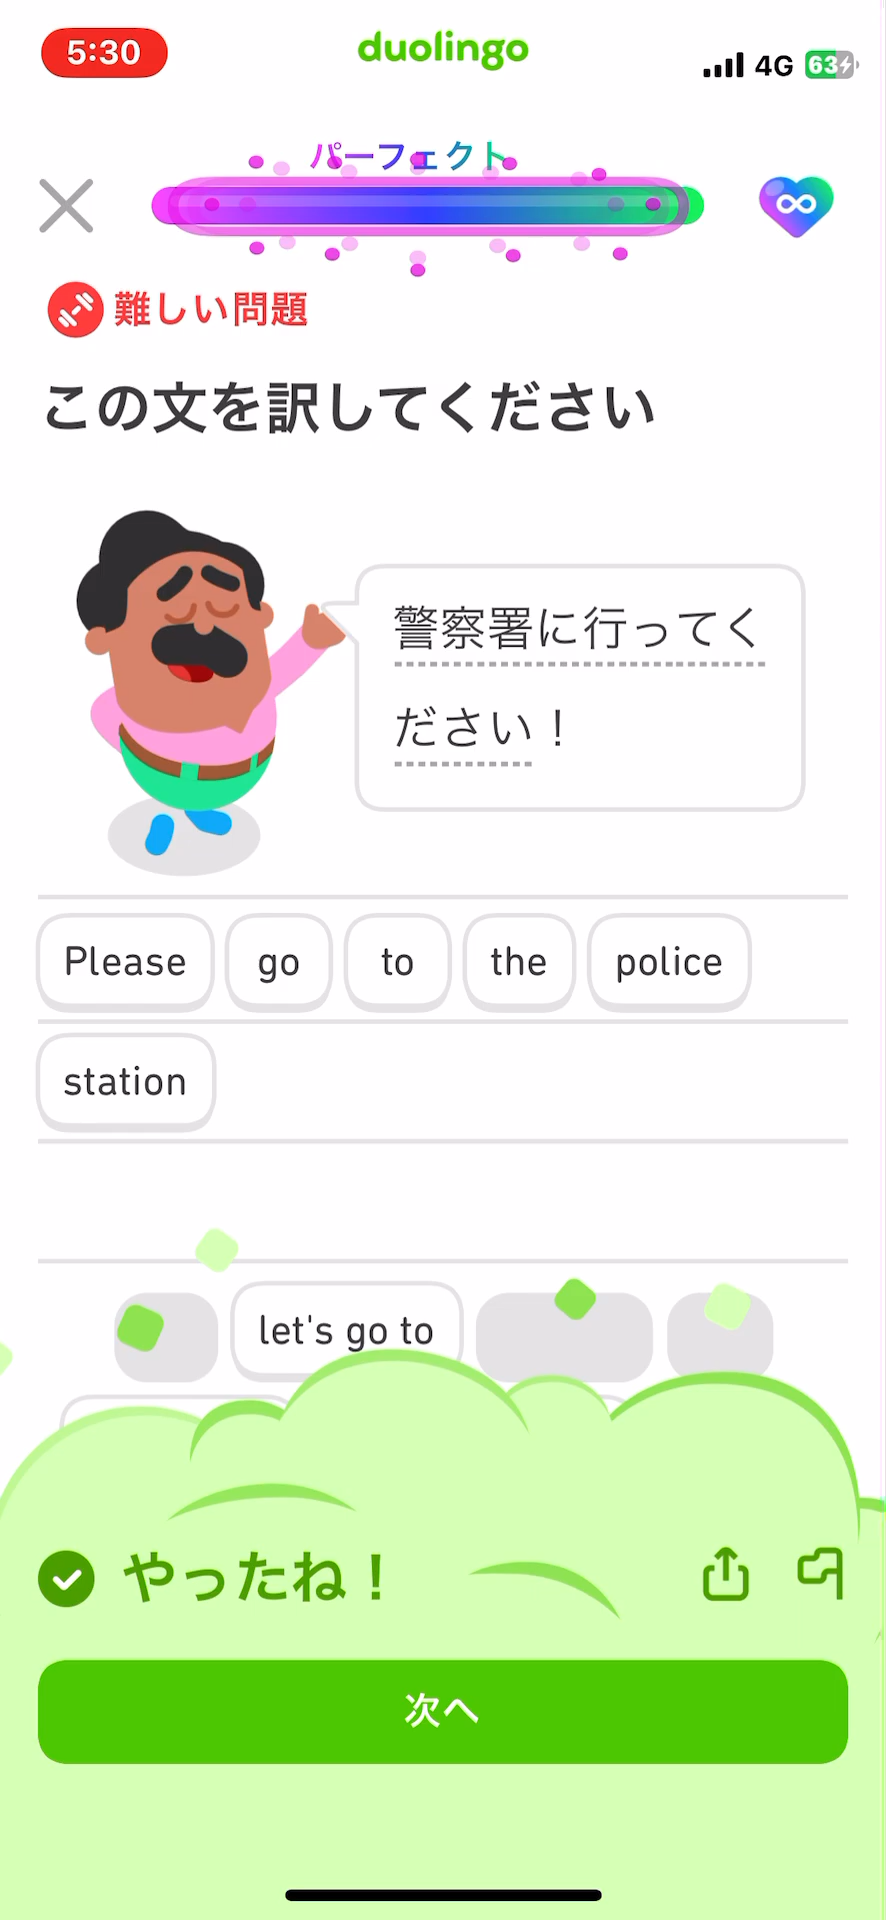 5:30
duolingo
4G
63
パーフェクト
難しい問題
この文を訳してください
警察署に行ってく
ださい！
Please go to the police
station
let's go to
やったね！
次へ